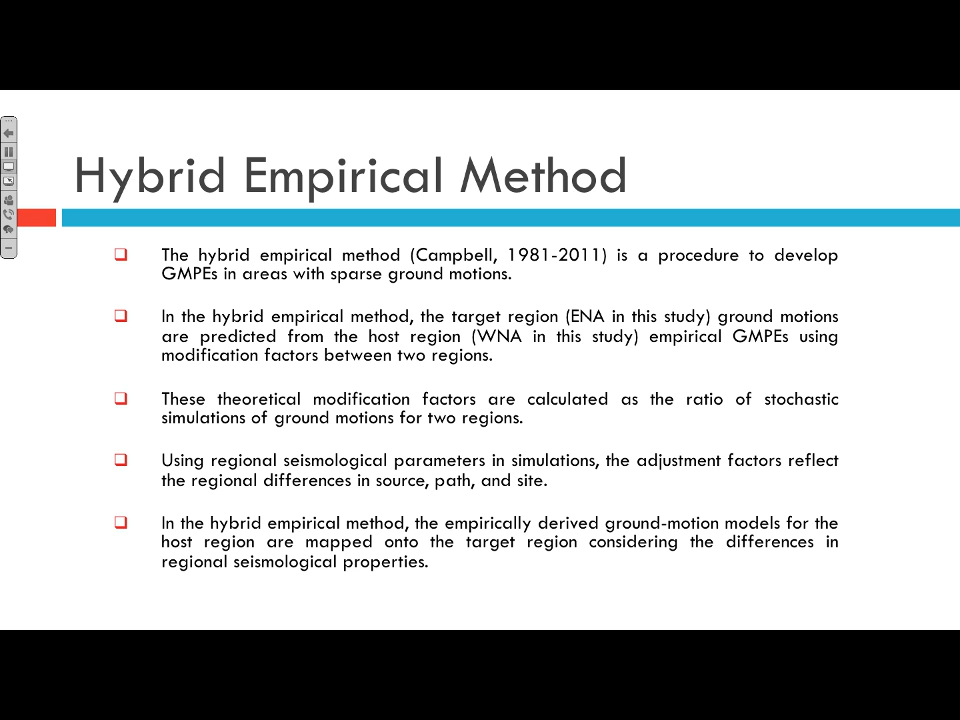 Hybrid Empirical Method
The hybrid empirical method (Campbell, 1981-2011) is a procedure to develop
GMPEs in areas with sparse ground motions.
In the hybrid empirical method, the target region (ENA in this study) ground motions
are predicted from the host region (WNA in this study) empirical GMPEs using
modification factors between two regions.
These theoretical modification factors are calculated as the ratio of stochastic
simulations of ground motions for two regions.
Using regional seismological parameters in simulations, the adjustment factors reflect
the regional differences in source, path, and site.
In the hybrid empirical method, the empirically derived ground-motion models for the
host region are mapped onto the target region considering the differences in
regional seismological properties.